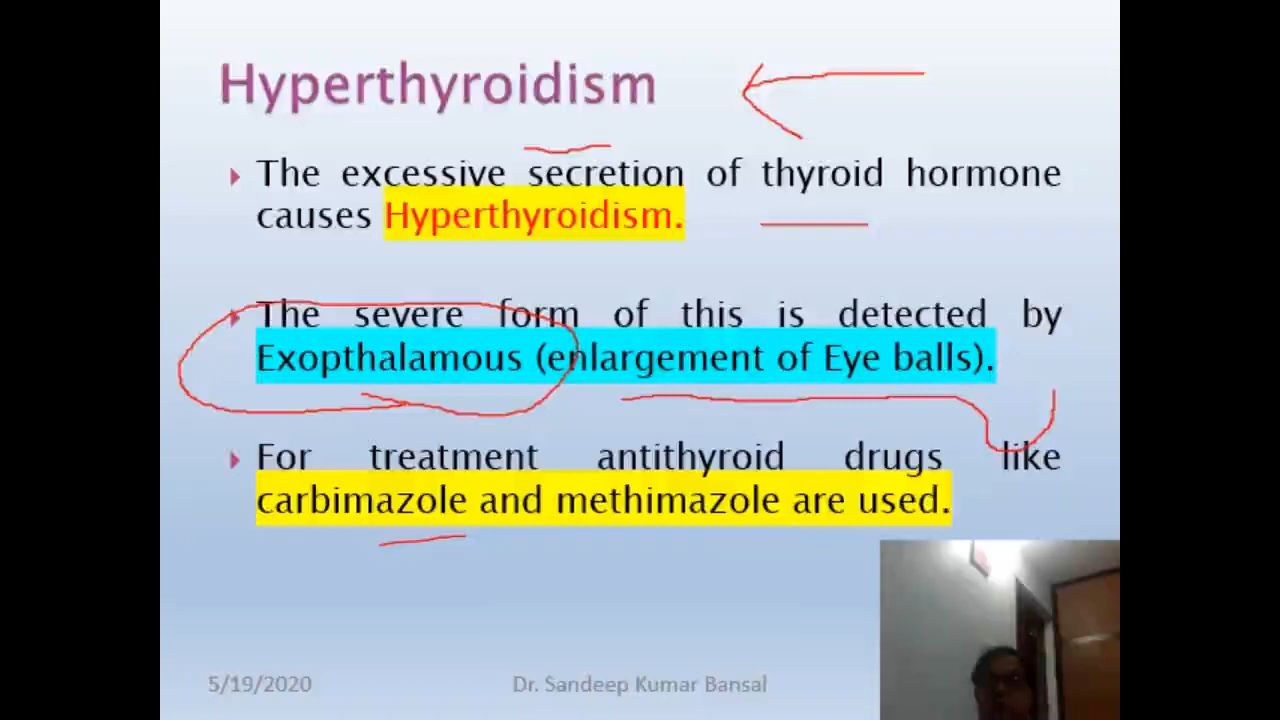 Hyperthyroidism
The excessive secretion of thyroid hormone
causes Hyperthyroidism.
The severe form of this is detected by
Exopthalamous (enlargement of Eye balls).
For treatment antithyroid drugs like
carbimazole and methimazole are used.
5/19/2020 Dr. Sandeep Kumar Bansal